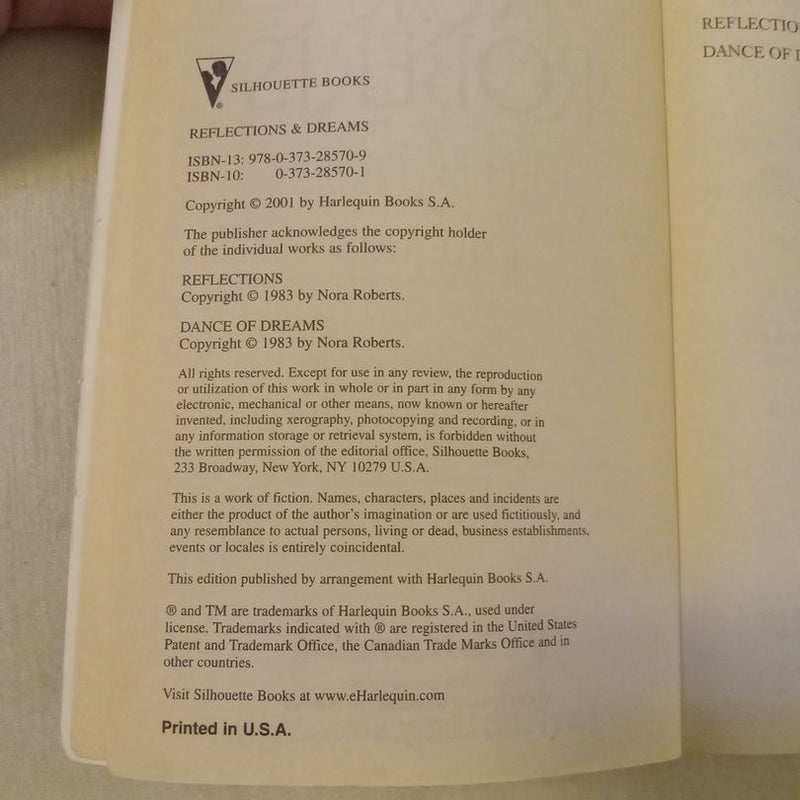 SILHOUETTE BOOKS
®
REFLECTIONS & DREAMS
ISBN-13: 978-0-373-28570-9
ISBN-10: 0-373-28570-1
Copyright © 2001 by Harlequin Books S.A.
The publisher acknowledges the copyright holder
of the individual works as follows:
REFLECTIONS
Copyright © 1983 by Nora Roberts.
DANCE OF DREAMS
Copyright © 1983 by Nora Roberts.
All rights reserved. Except for use in any review, the reproduction
or utilization of this work in whole or in part in any form by any
electronic, mechanical or other means, now known or hereafter
invented, including xerography, photocopying and recording, or in
any information storage or retrieval system, is forbidden without
the written permission of the editorial office, Silhouette Books,
233 Broadway, New York, NY 10279 U.S.A.
This is a work of fiction. Names, characters, places and incidents are
either the product of the author's imagination or are used fictitiously, and
any resemblance to actual persons, living or dead, business establishments,
events or locales is entirely coincidental.
This edition published by arrangement with Harlequin Books S.A.
® and TM are trademarks of Harlequin Books S.A., used under
license. Trademarks indicated with ® are registered in the United States
Patent and Trademark Office, the Canadian Trade Marks Office and in
other countries.
Visit Silhouette Books at www.eHarlequin.com
Printed in U.S.A.
REFLECTIO
DANCE OF